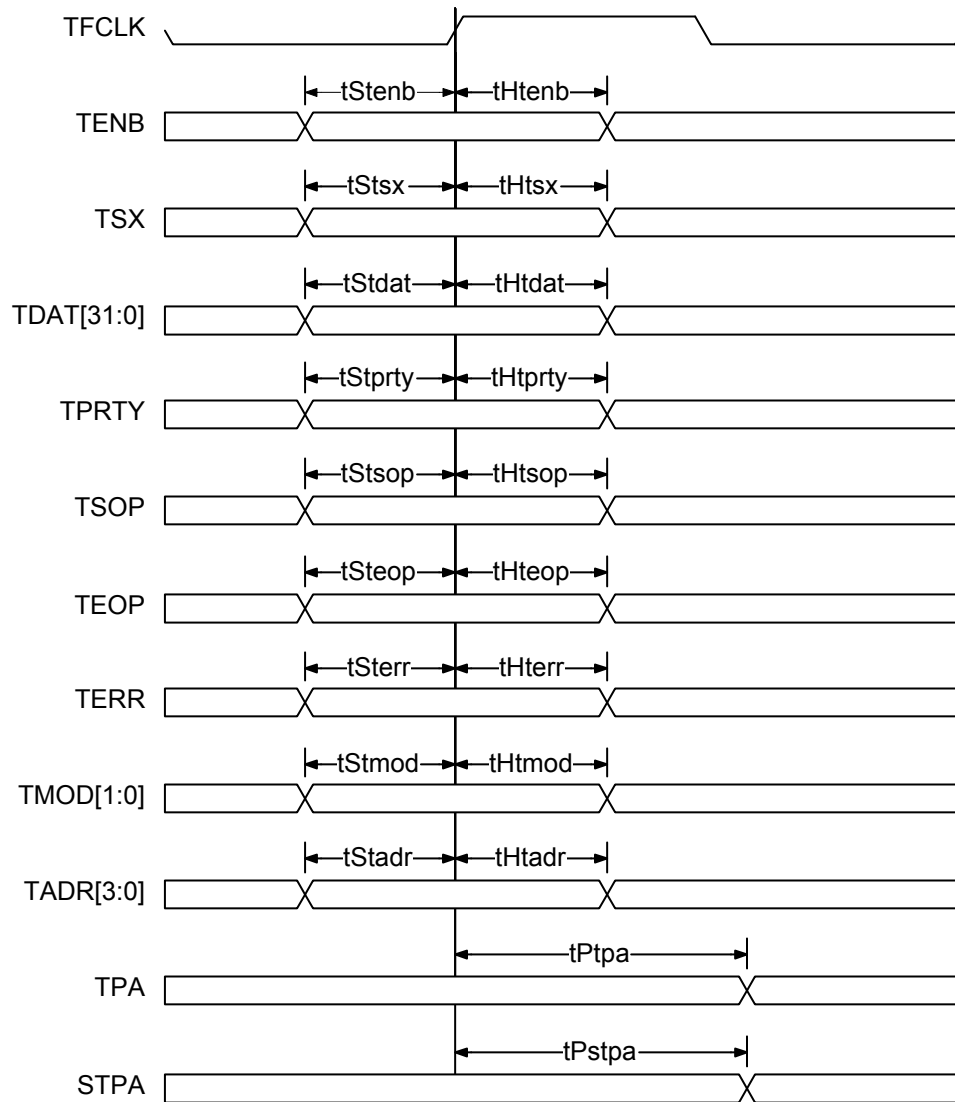 TFCLK
tStenb tHtenb
TENB
tStsx tHtsx
TSX
tStdat tHtdat
TDAT[31:0]
tStprty tHtprty
TPRTY
tStsop tHtsop
TSOP
tSteop tHteop
TEOP
tSterr tHterr
TERR
tStmod tHtmod
TMOD[1:0]
tStadr tHtadr
TADR[3:0]
tPtpa
TPA
tPstpa
STPA